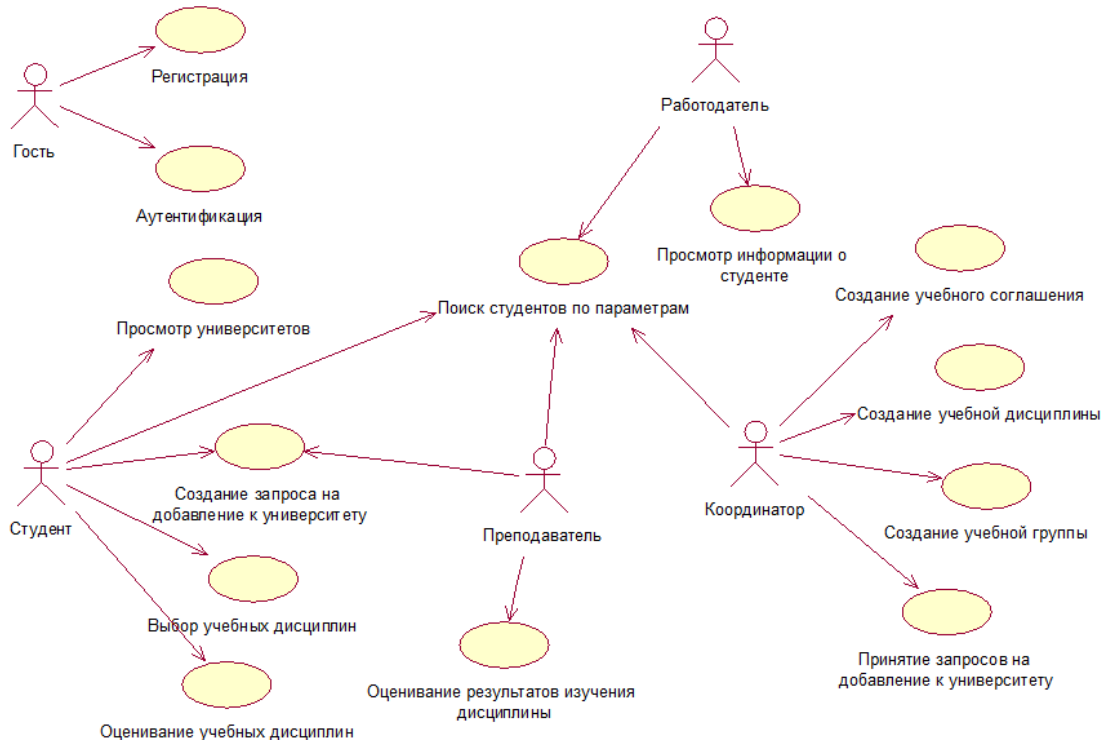 Регистрация
Работодатель
Гость
Аутентификация
Просмотр информации о
студенте
Создание учебного соглашения
Поиск студентов по параметрам
Просмотр университетов
Создание учебной дисциплины
Создание запроса на
добавление к университету
Студент
Преподаватель
Координатор
Создание учебной группы
Выбор учебных дисциплин
Принятие запросов на
добавление к университету
Оценивание результатов изучения
дисциплины
Оценивание учебных дисциплин